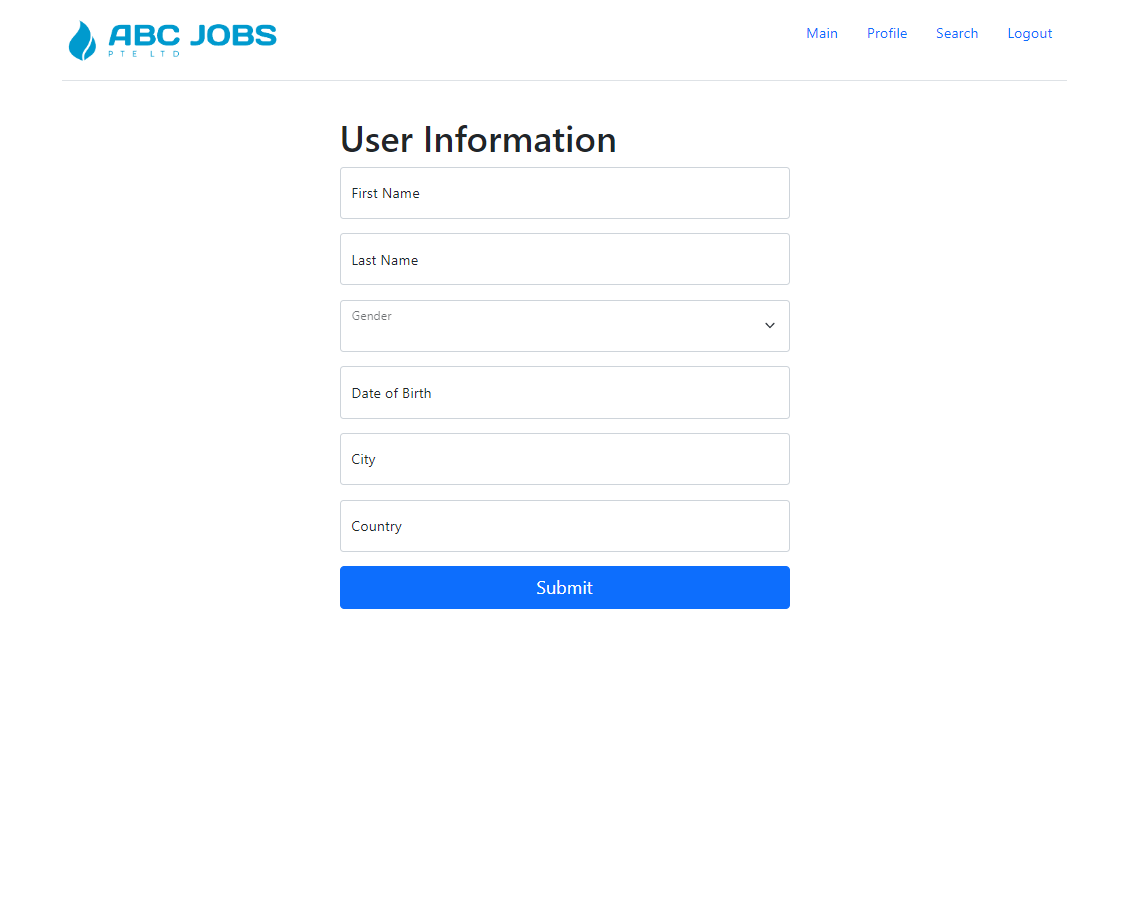 ABC JOBS
PTE LTD
Main Profile Search Logout
User Information
First Name
Last Name
Gender
Date of Birth
City
Country
Submit